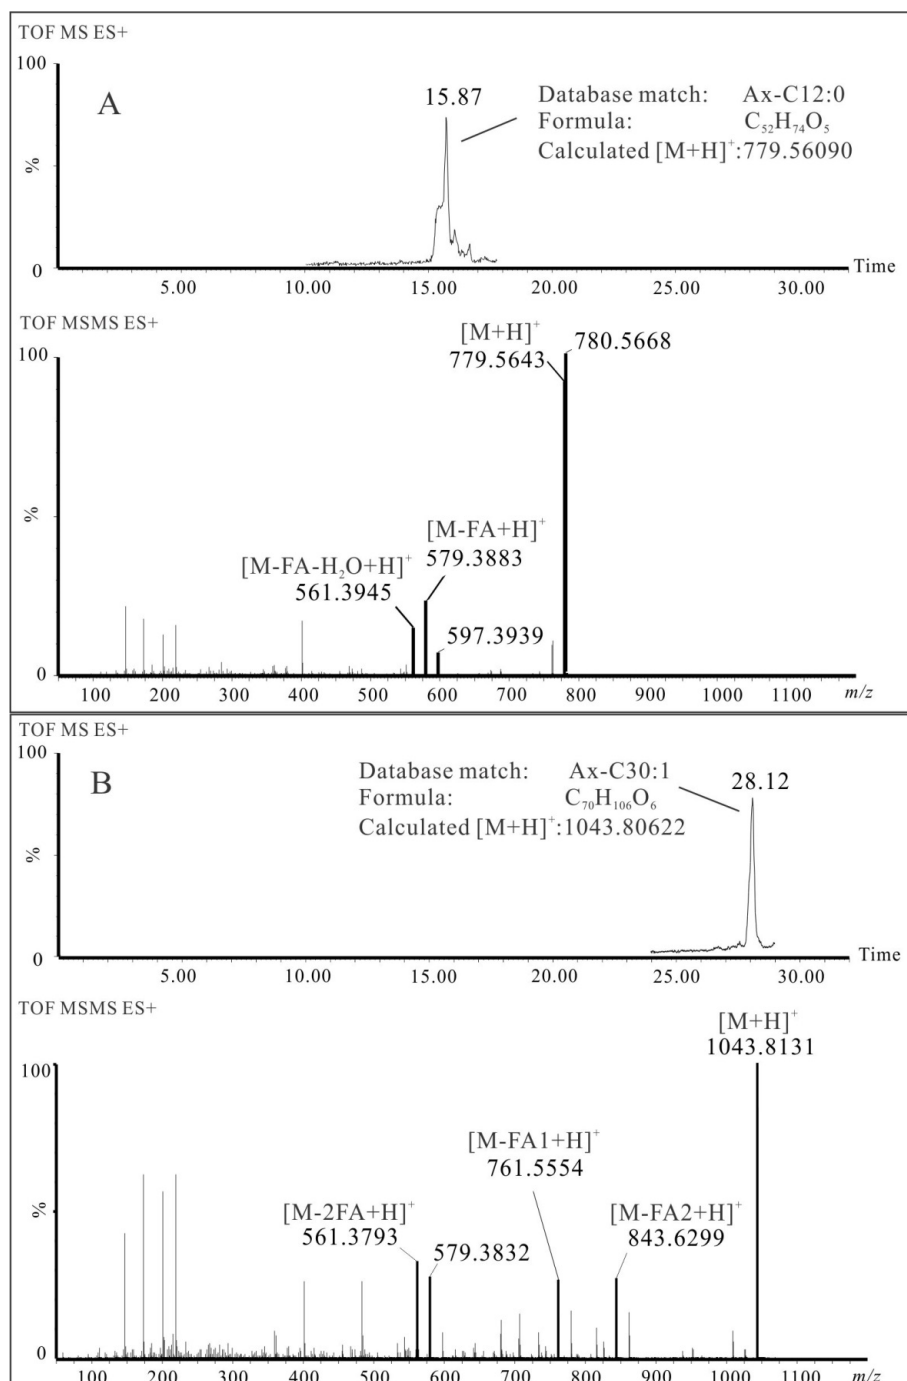 TOF MS ES+
100
A
15.87
Database match: Ax-C12:0
Formula: C₅₂H₇₄O₅
Calculated [M+H]⁺:779.56090
%
0
5.00 10.00 15.00 20.00 25.00 30.00 Time
TOF MSMS ES+
100
[M+H]⁺
779.5643
780.5668
%
[M-FA+H]⁺
579.3883
[M-FA-H₂O+H]⁺
561.3945
597.3939
0
100 200 300 400 500 600 700 800 900 1000 1100 m/z
TOF MS ES+
100
B
Database match: Ax-C30:1
Formula: C₇₀H₁₀₆O₆
Calculated [M+H]⁺:1043.80622
28.12
%
0
5.00 10.00 15.00 20.00 25.00 30.00 Time
TOF MSMS ES+
100
[M+H]⁺
1043.8131
[M-FA1+H]⁺
761.5554
%
[M-2FA+H]⁺
561.3793
579.3832
[M-FA2+H]⁺
843.6299
0
100 200 300 400 500 600 700 800 900 1000 1100 m/z